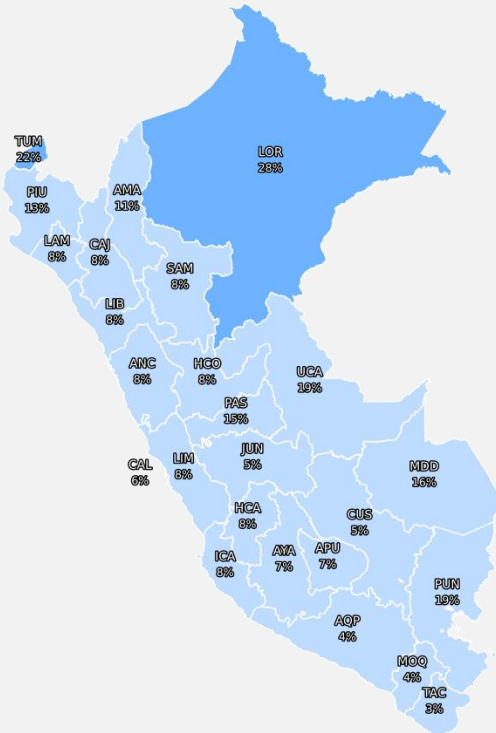 TUM
22%
LOR
28%
PIU
13%
AMA
11%
LAM
8%
CAJ
8%
SAM
8%
LIB
8%
ANC
8%
HCO
8%
UCA
19%
PAS
15%
CAL
6%
LIM
8%
JUN
5%
MDD
16%
HCA
8%
CUS
5%
ICA
8%
AYA
7%
APU
7%
PUN
19%
AQP
4%
MOQ
4%
TAC
3%